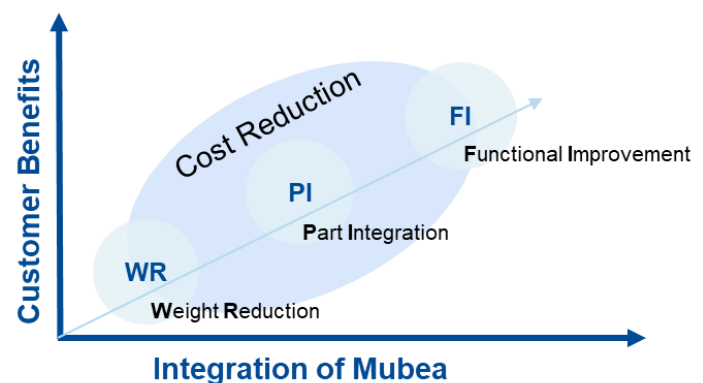 Customer Benefits
Cost Reduction
FI
Functional Improvement
PI
Part Integration
WR
Weight Reduction
Integration of Mubea